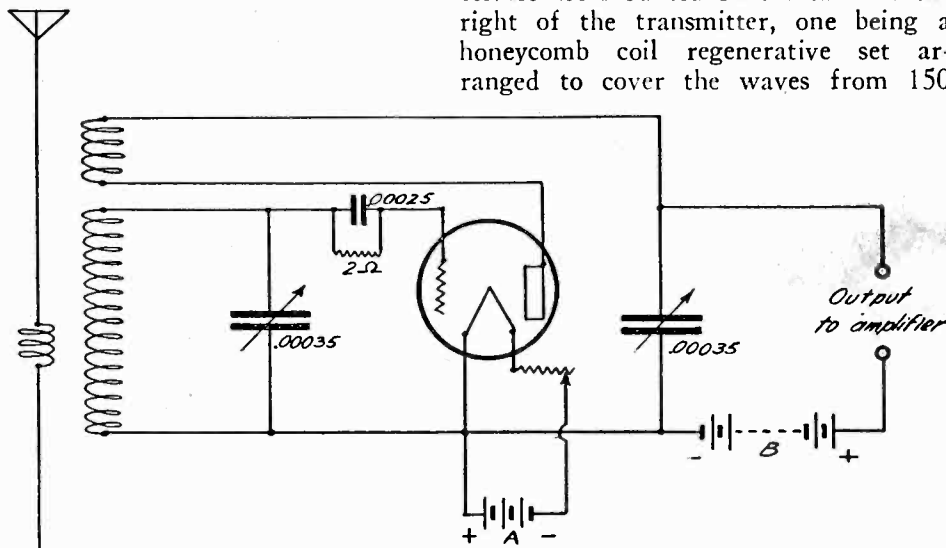 right of the transmitter, one being a
honeycomb coil regenerative set ar-
ranged to cover the waves from 150
.00025
2Ω
.00035
.00035
Output
to amplifier
- B +
+ A -